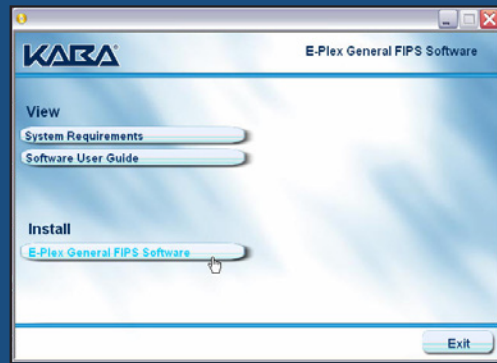 KABA
E-Plex General FIPS Software
View
System Requirements
Software User Guide
Install
E-Plex General FIPS Software
Exit